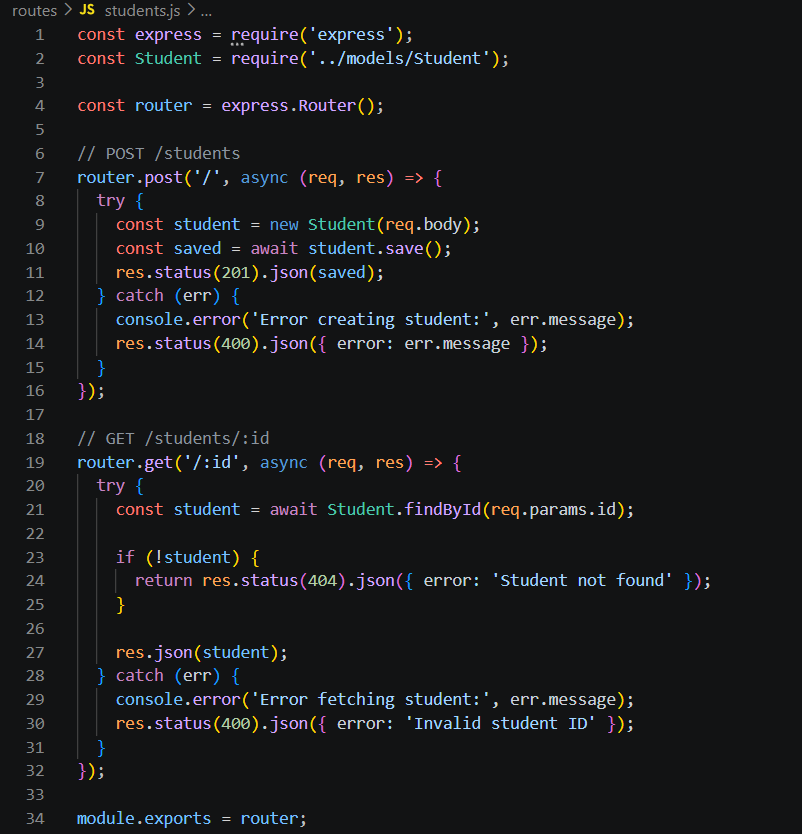 routes > JS students.js > ...
1 const express = require('express');
2 const Student = require('../models/Student');
3
4 const router = express.Router();
5
6 // POST /students
7 router.post('/', async (req, res) => {
8   try {
9     const student = new Student(req.body);
10     const saved = await student.save();
11     res.status(201).json(saved);
12   } catch (err) {
13     console.error('Error creating student:', err.message);
14     res.status(400).json({ error: err.message });
15   }
16 });
17
18 // GET /students/:id
19 router.get('/:id', async (req, res) => {
20   try {
21     const student = await Student.findById(req.params.id);
22
23     if (!student) {
24       return res.status(404).json({ error: 'Student not found' });
25     }
26
27     res.json(student);
28   } catch (err) {
29     console.error('Error fetching student:', err.message);
30     res.status(400).json({ error: 'Invalid student ID' });
31   }
32 });
33
34 module.exports = router;